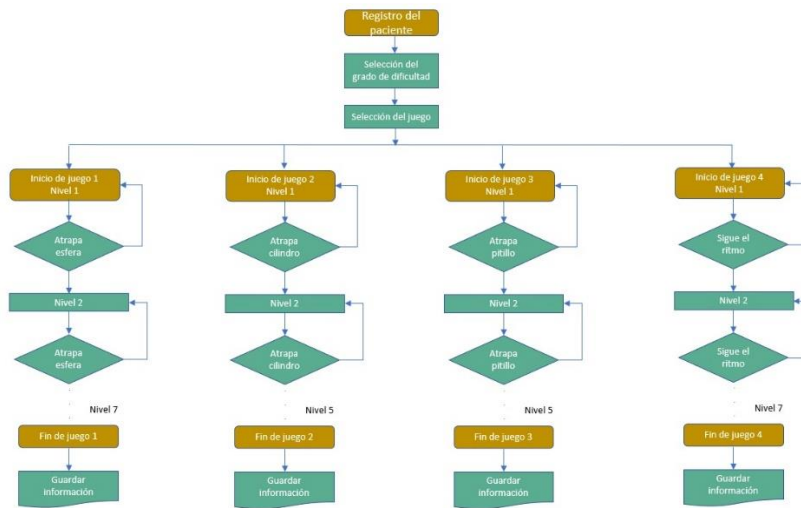 Registro del
paciente
Selección del
grado de dificultad
Selección del juego
Inicio de juego 1
Nivel 1
Inicio de juego 2
Nivel 1
Inicio de juego 3
Nivel 1
Inicio de juego 4
Nivel 1
Atrapa
esfera
Atrapa
cilindro
Atrapa
pitillo
Sigue el
ritmo
Nivel 2
Nivel 2
Nivel 2
Nivel 2
Atrapa
esfera
Atrapa
cilindro
Atrapa
pitillo
Sigue el
ritmo
Nivel 7
Nivel 5
Nivel 5
Nivel 7
Fin de juego 1
Fin de juego 2
Fin de juego 3
Fin de juego 4
Guardar
información
Guardar
información
Guardar
información
Guardar
información